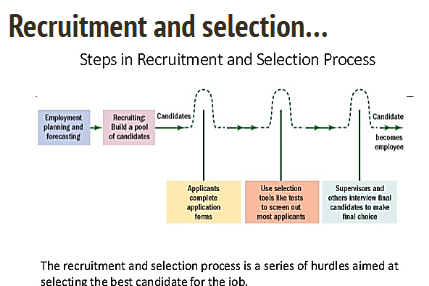 Recruitment and selection...
Steps in Recruitment and Selection Process
Employment
planning and
forecasting
Recruiting:
Build a pool
of candidates
Candidates
Candidate
becomes
employee
Applicants
complete
application
forms
Use selection
tools like tests
to screen out
most applicants
Supervisors and
others interview final
candidates to make
final choice
The recruitment and selection process is a series of hurdles aimed at
selecting the best candidate for the job.